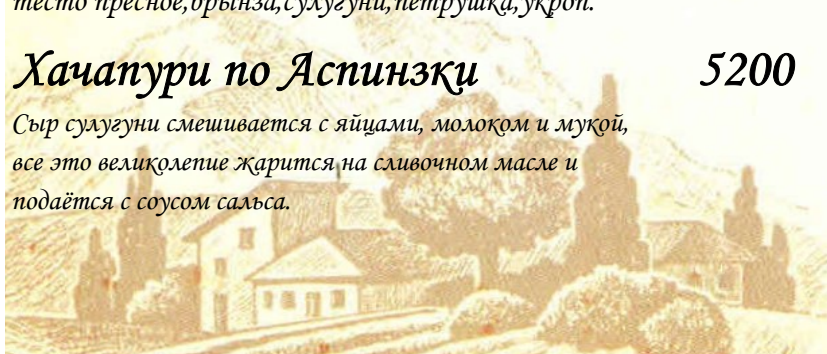 тесто пресное,брынза,сулугуни,петрушка,укроп.
Хачапури по Аспинзки 5200
Сыр сулугуни смешивается с яйцами, молоком и мукой,
все это великолепие жарится на сливочном масле и
подаётся с соусом сальса.